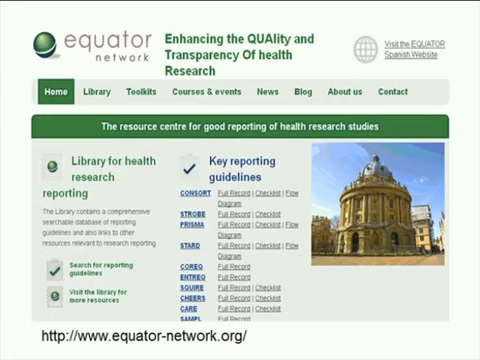 equator
network
Enhancing the QUAlity and
Transparency Of health
Research
Visit the EQUATOR
Spanish Website
Home Library Toolkits Courses & events News Blog About us Contact
The resource centre for good reporting of health research studies
Library for health
research
reporting
The Library contains a comprehensive
searchable database of reporting
guidelines and also links to other
resources relevant to research reporting.
Search for reporting
guidelines
Visit the library for
more resources
Key reporting
guidelines
CONSORT Full Record | Checklist | Flow
Diagram
STROBE Full Record | Checklist
PRISMA Full Record | Checklist | Flow
Diagram
STARD Full Record | Checklist | Flow
Diagram
COREQ Full Record
ENTREQ Full Record
SQUIRE Full Record | Checklist
CHEERS Full Record | Checklist
CARE Full Record | Checklist
SAMPL Full Record
http://www.equator-network.org/